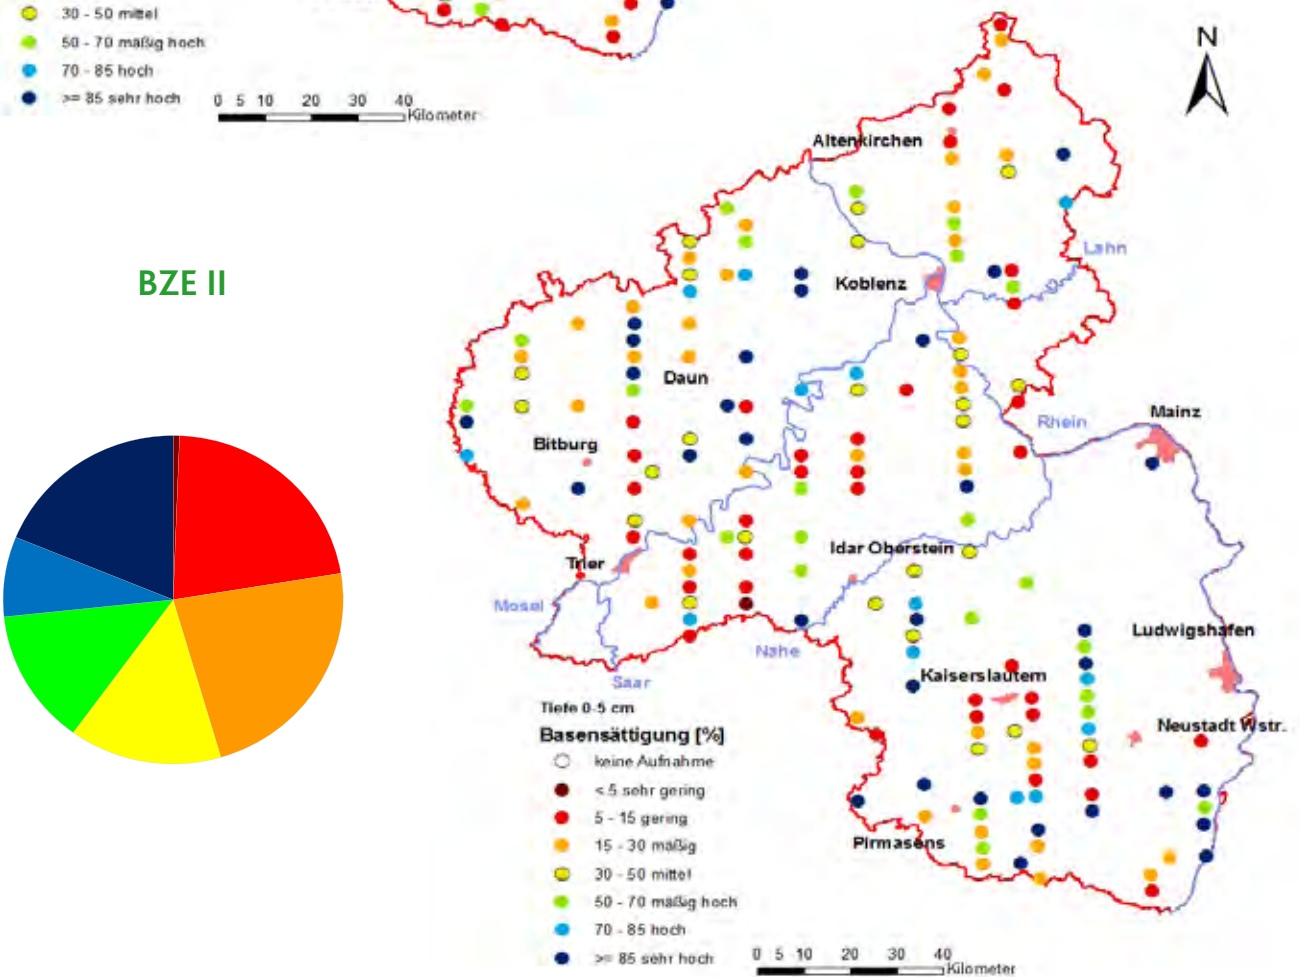 30 - 50 mittel
50 - 70 mäßig hoch
70 - 85 hoch
>= 85 sehr hoch
0 5 10 20 30 40
Kilometer
N
Altenkirchen
Lahn
BZE II
Koblenz
Daun
Rhein
Mainz
Bitburg
Idar Oberstein
Trier
Mosel
Ludwigshafen
Nahe
Kaiserslautern
Saar
Tiefe 0-5 cm
Neustadt Wstr.
Basensättigung [%]
keine Aufnahme
< 5 sehr gering
5 - 15 gering
15 - 30 mäßig
Pirmasens
30 - 50 mittel
50 - 70 mäßig hoch
70 - 85 hoch
>= 85 sehr hoch
0 5 10 20 30 40
Kilometer